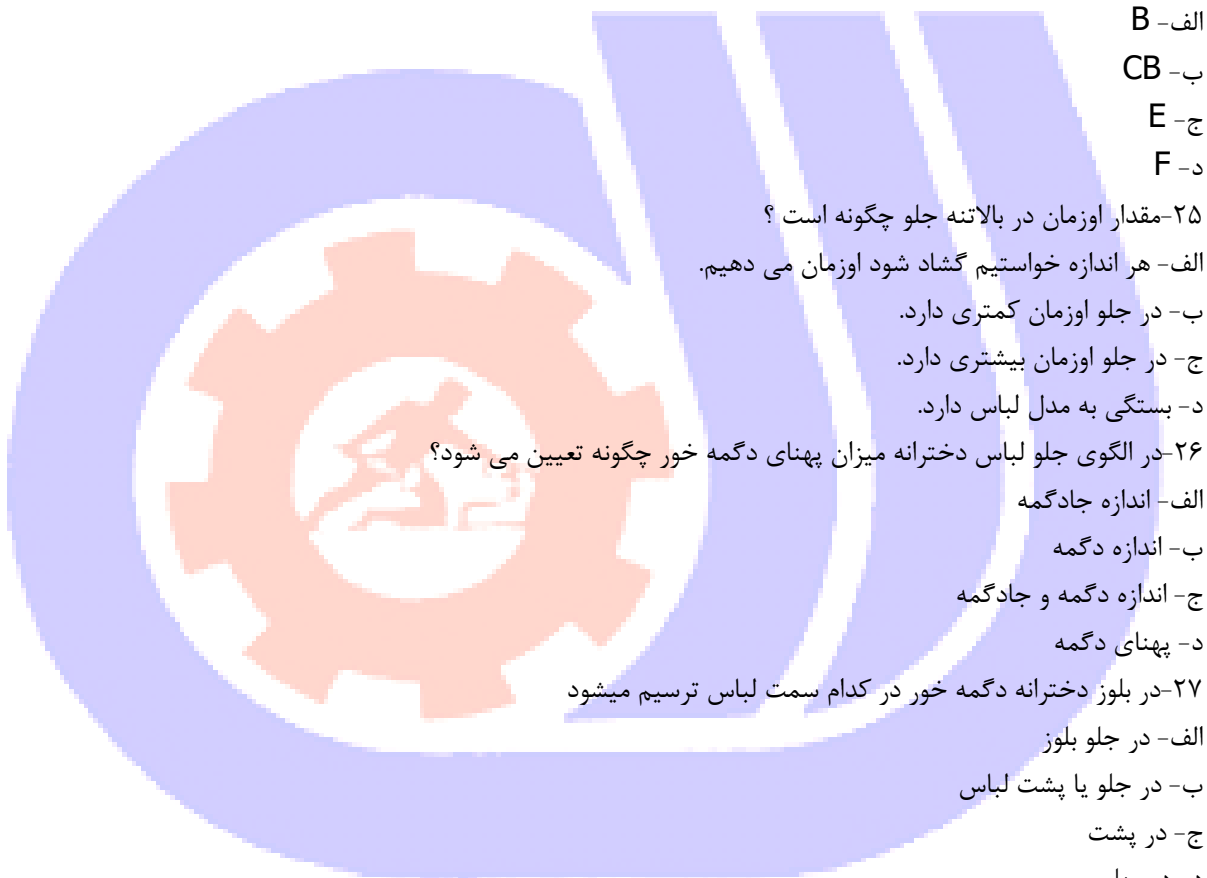 الف- B
ب- CB
ج- E
د- F
۲۵-مقدار اوزمان در بالاتنه جلو چگونه است ؟
الف- هر اندازه خواستیم گشاد شود اوزمان می دهیم.
ب- در جلو اوزمان کمتری دارد.
ج- در جلو اوزمان بیشتری دارد.
د- بستگی به مدل لباس دارد.
۲۶-در الگوی جلو لباس دخترانه میزان پهنای دگمه خور چگونه تعیین می شود؟
الف- اندازه جادگمه
ب- اندازه دگمه
ج- اندازه دگمه و جادگمه
د- پهنای دگمه
۲۷-در بلوز دخترانه دگمه خور در کدام سمت لباس ترسیم میشود
الف- در جلو بلوز
ب- در جلو یا پشت لباس
ج- در پشت